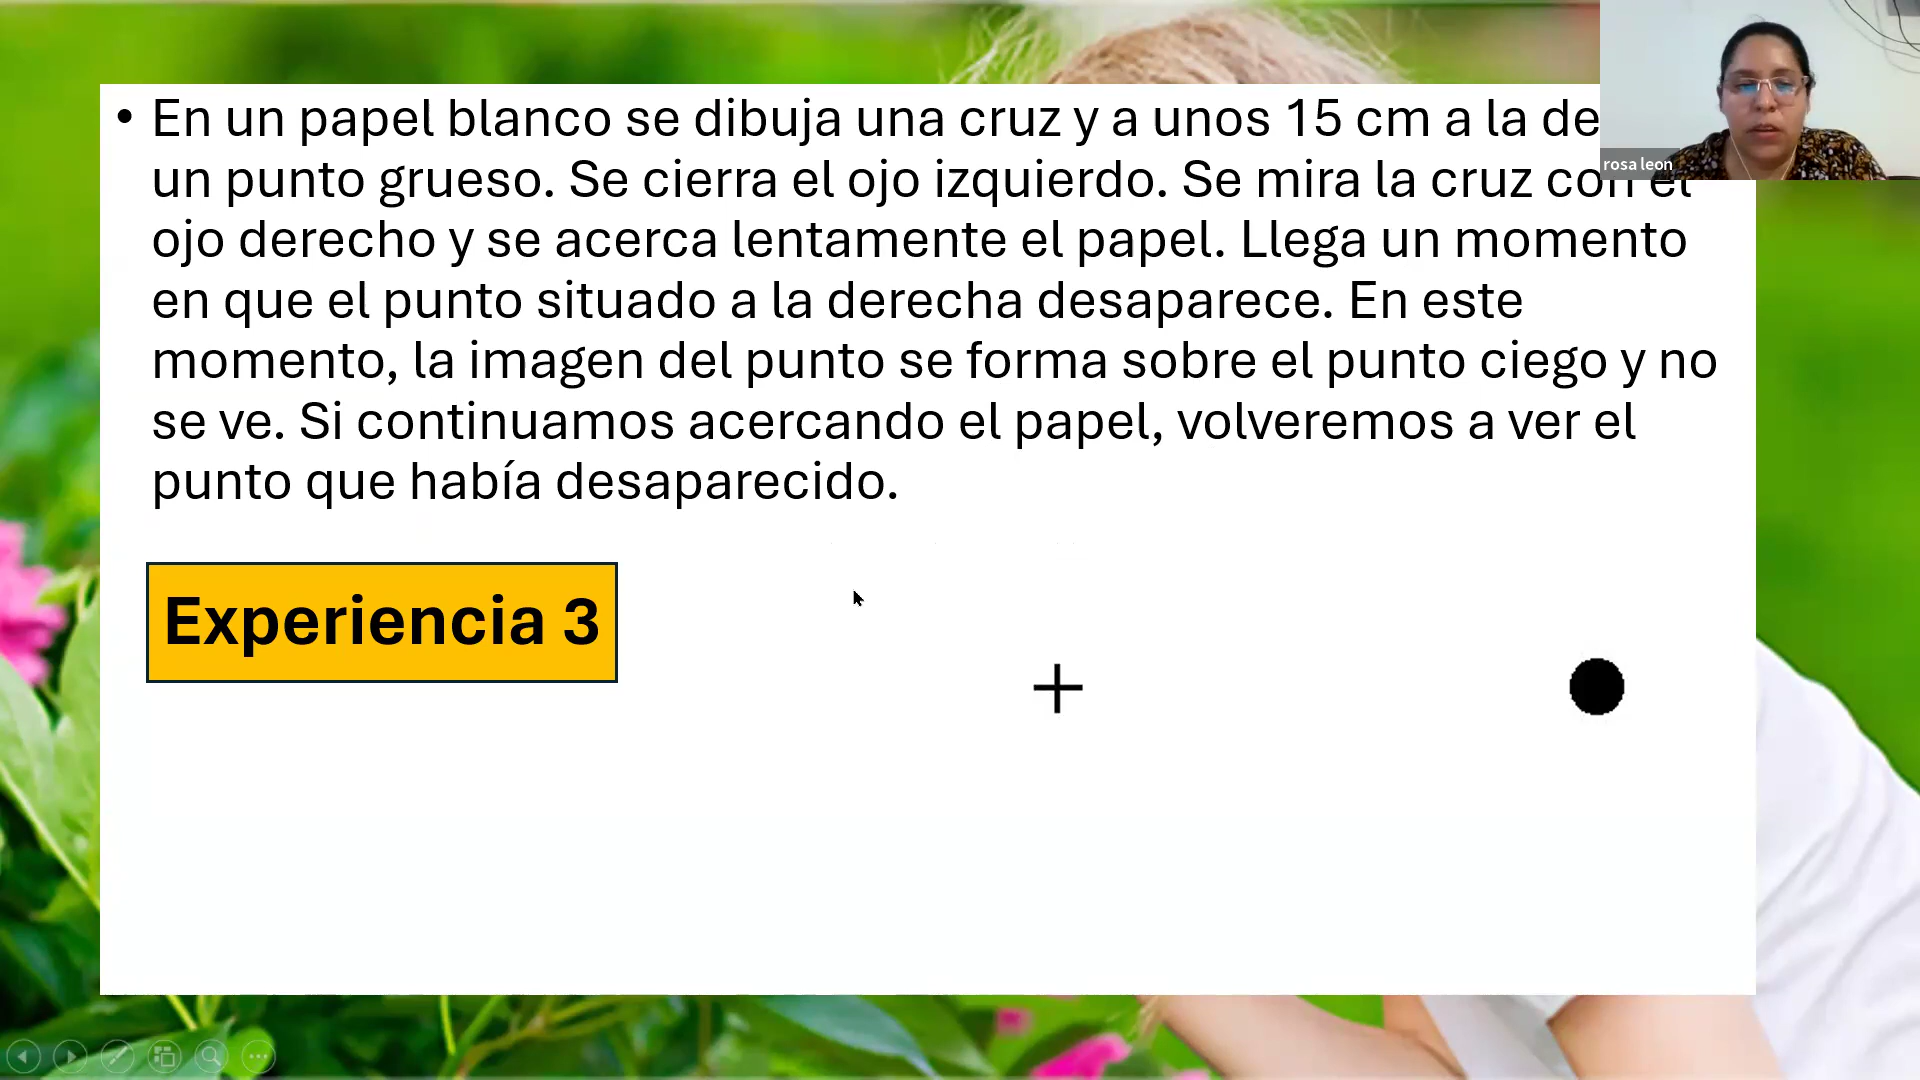 • En un papel blanco se dibuja una cruz y a unos 15 cm a la de
un punto grueso. Se cierra el ojo izquierdo. Se mira la cruz con el
ojo derecho y se acerca lentamente el papel. Llega un momento
en que el punto situado a la derecha desaparece. En este
momento, la imagen del punto se forma sobre el punto ciego y no
se ve. Si continuamos acercando el papel, volveremos a ver el
punto que había desaparecido.
rosa leon
Experiencia 3